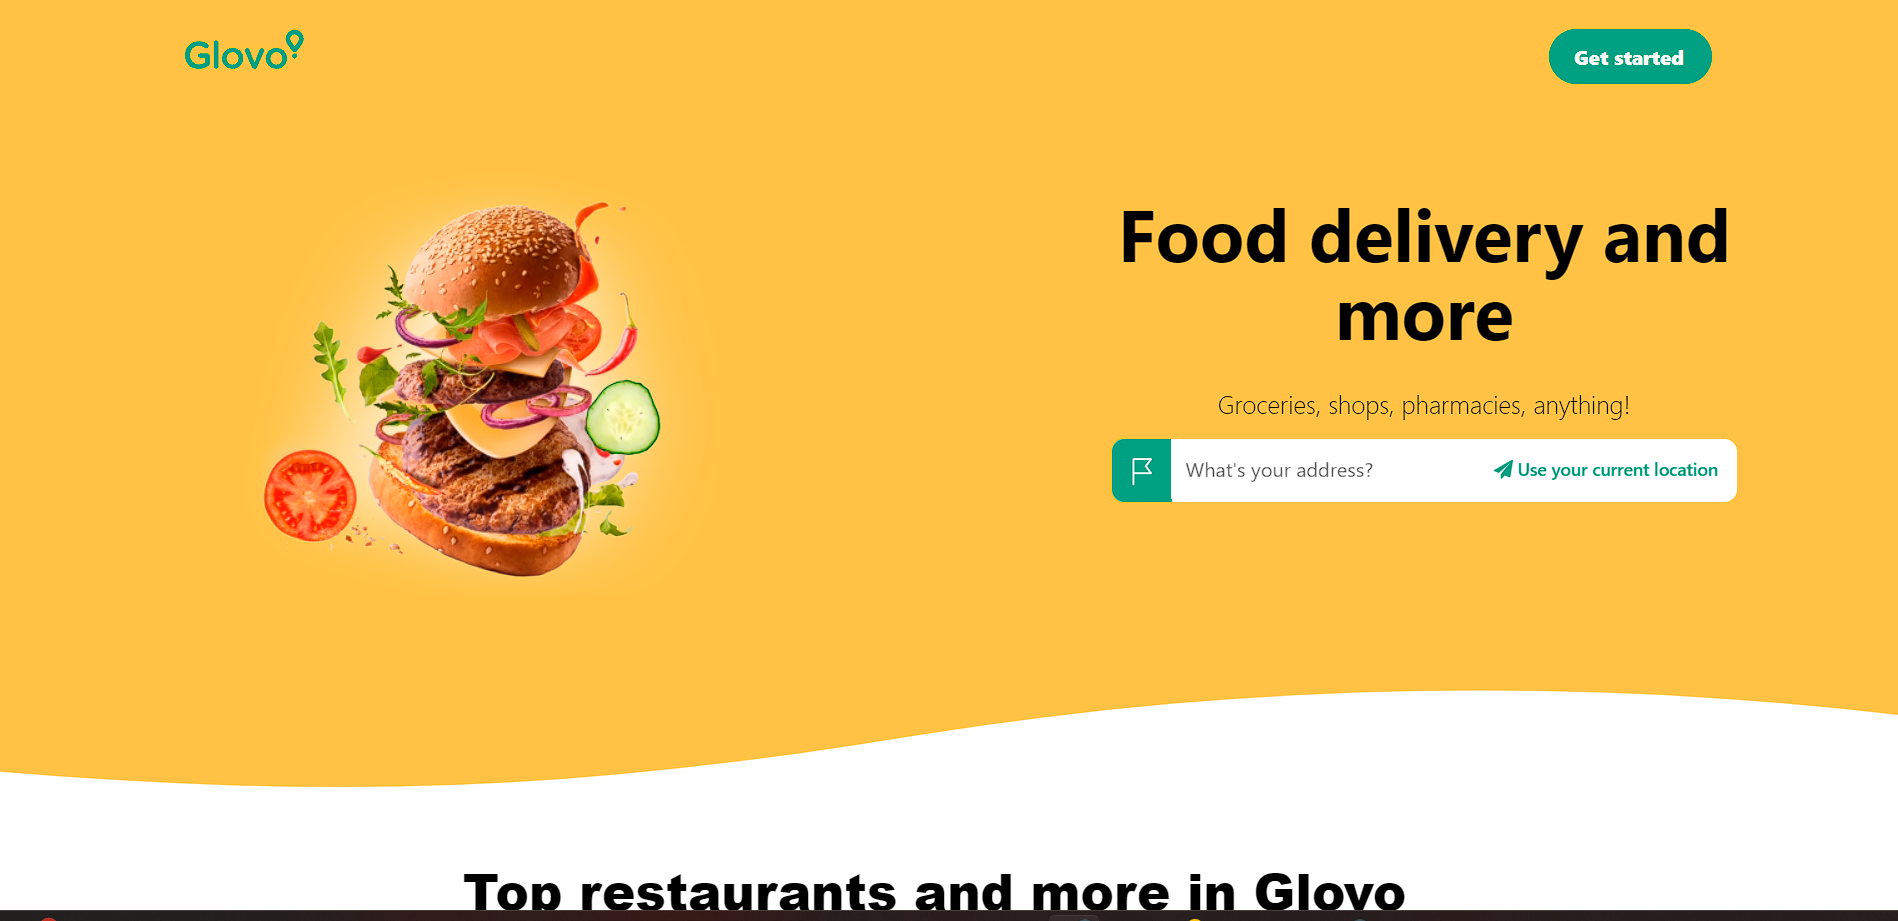 Glovo
Get started
Food delivery and
more
Groceries, shops, pharmacies, anything!
What's your address?
Use your current location
Top restaurants and more in Glovo